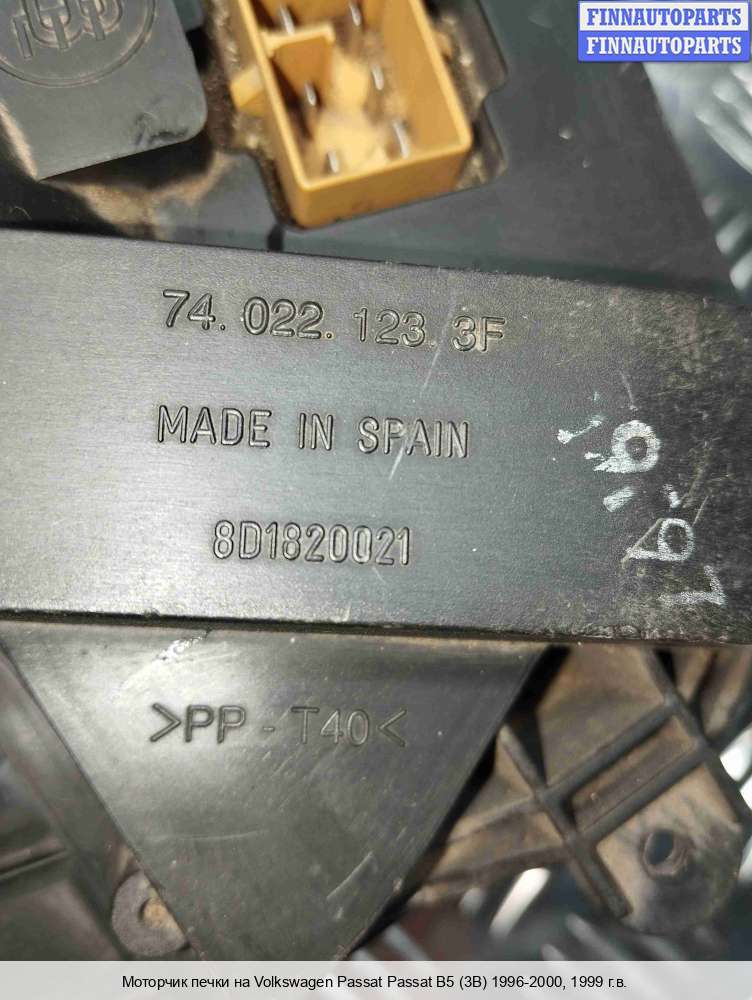 FINNAUTOPARTS
FINNAUTOPARTS
74. 022. 123. 3F
MADE IN SPAIN
8D1820021
>PP - T40<
Моторчик печки на Volkswagen Passat Passat B5 (3B) 1996-2000, 1999 г.в.